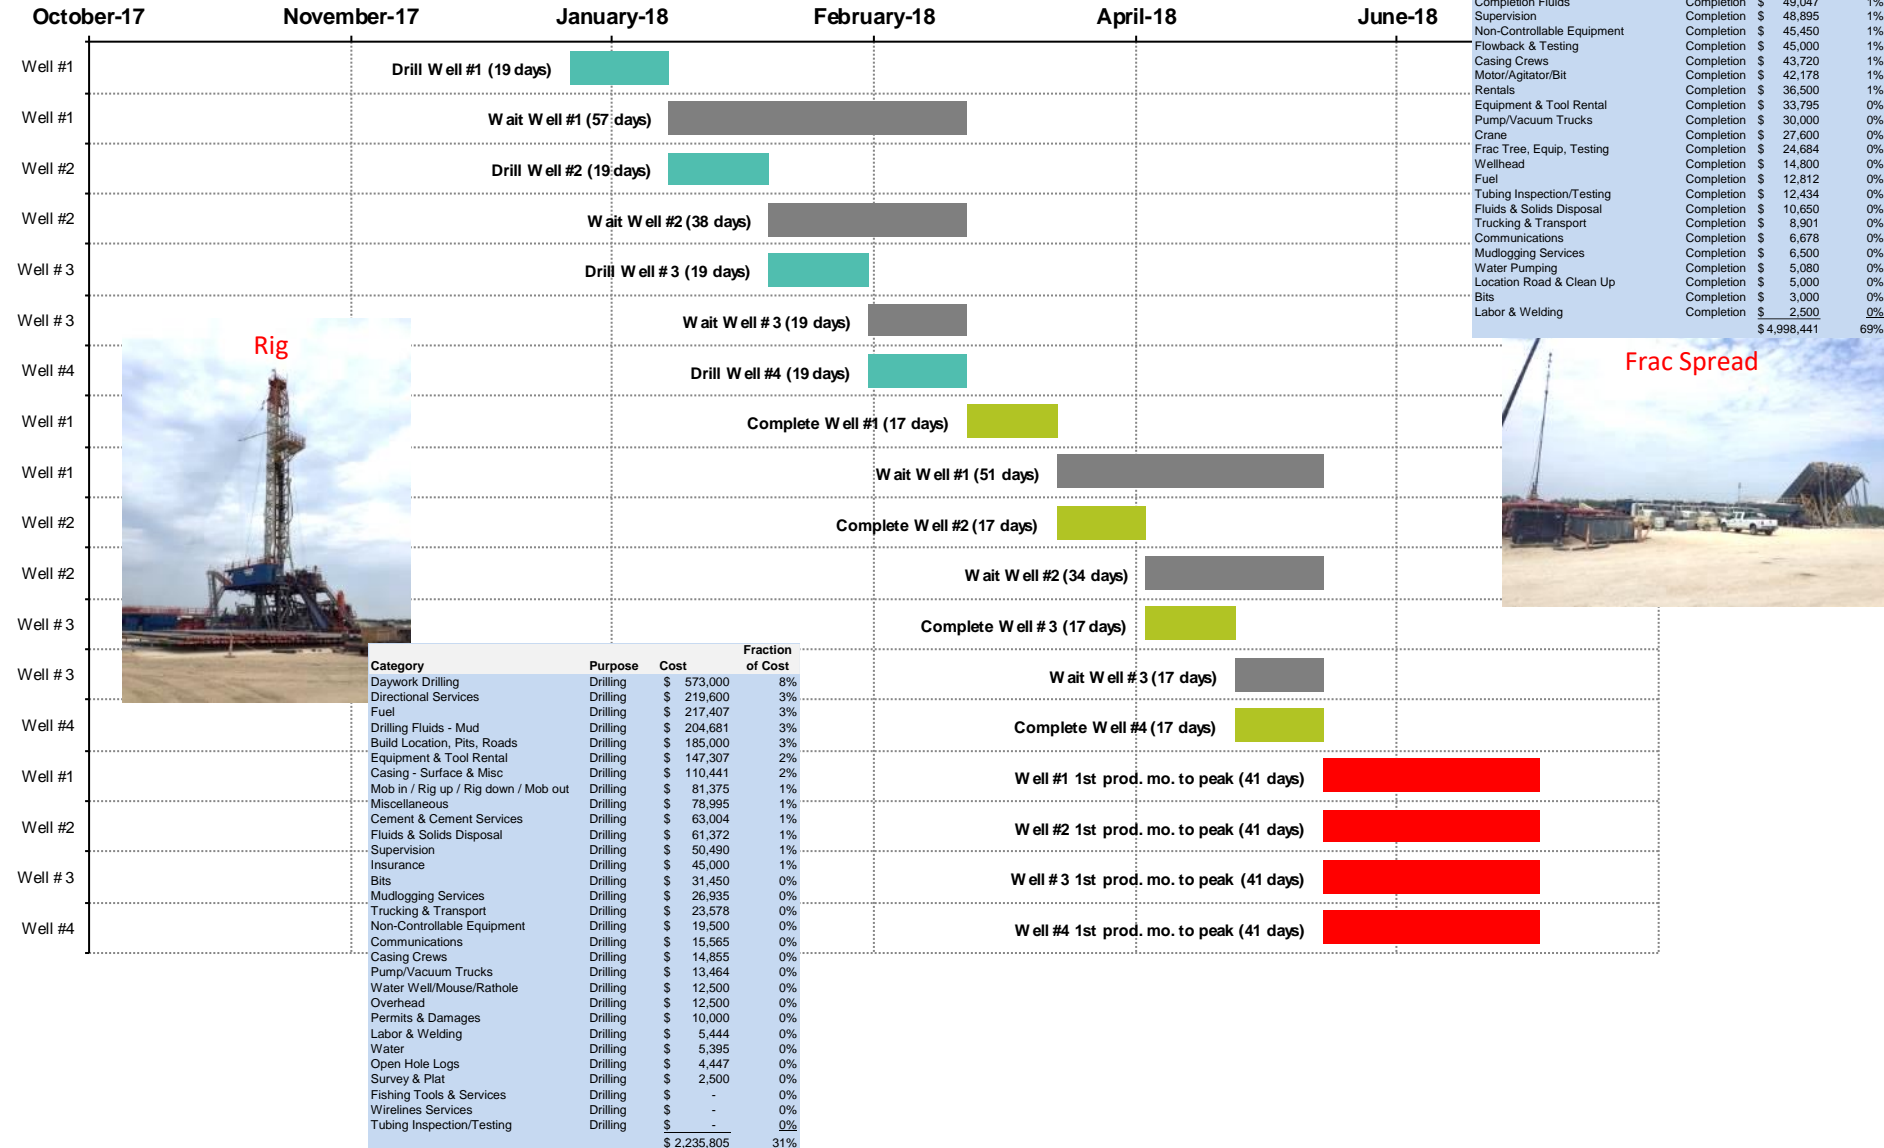 October-17 November-17 January-18 February-18 April-18 June-18
Well #1 Drill Well #1 (19 days)
Well #1 Wait Well #1 (57 days)
Well #2 Drill Well #2 (19 days)
Well #2 Wait Well #2 (38 days)
Well #3 Drill Well #3 (19 days)
Well #3 Wait Well #3 (19 days)
Well #4 Drill Well #4 (19 days)
Well #1 Complete Well #1 (17 days)
Well #1 Wait Well #1 (51 days)
Well #2 Complete Well #2 (17 days)
Well #2 Wait Well #2 (34 days)
Well #3 Complete Well #3 (17 days)
Well #3 Wait Well #3 (17 days)
Well #4 Complete Well #4 (17 days)
Well #1 Well #1 1st prod. mo. to peak (41 days)
Well #2 Well #2 1st prod. mo. to peak (41 days)
Well #3 Well #3 1st prod. mo. to peak (41 days)
Well #4 Well #4 1st prod. mo. to peak (41 days)
Completion Fluids Completion $ 49,047 1%
Supervision Completion $ 48,895 1%
Non-Controllable Equipment Completion $ 45,450 1%
Flowback & Testing Completion $ 45,000 1%
Casing Crews Completion $ 43,720 1%
Motor/Agitator/Bit Completion $ 42,178 1%
Rentals Completion $ 36,500 1%
Equipment & Tool Rental Completion $ 33,795 0%
Pump/Vacuum Trucks Completion $ 30,000 0%
Crane Completion $ 27,600 0%
Frac Tree, Equip, Testing Completion $ 24,684 0%
Wellhead Completion $ 14,800 0%
Fuel Completion $ 12,812 0%
Tubing Inspection/Testing Completion $ 12,434 0%
Fluids & Solids Disposal Completion $ 10,650 0%
Trucking & Transport Completion $ 8,901 0%
Communications Completion $ 6,678 0%
Mudlogging Services Completion $ 6,500 0%
Water Pumping Completion $ 5,080 0%
Location Road & Clean Up Completion $ 5,000 0%
Bits Completion $ 3,000 0%
Labor & Welding Completion $ 2,500 0%
$ 4,998,441 69%
Rig
Frac Spread
Fraction
Category Purpose Cost of Cost
Daywork Drilling Drilling $ 573,000 8%
Directional Services Drilling $ 219,600 3%
Fuel Drilling $ 217,407 3%
Drilling Fluids - Mud Drilling $ 204,681 3%
Build Location, Pits, Roads Drilling $ 185,000 3%
Equipment & Tool Rental Drilling $ 147,307 2%
Casing - Surface & Misc Drilling $ 110,441 2%
Mob in / Rig up / Rig down / Mob out Drilling $ 81,375 1%
Miscellaneous Drilling $ 78,995 1%
Cement & Cement Services Drilling $ 63,004 1%
Fluids & Solids Disposal Drilling $ 61,372 1%
Supervision Drilling $ 50,490 1%
Insurance Drilling $ 45,000 1%
Bits Drilling $ 31,450 0%
Mudlogging Services Drilling $ 26,935 0%
Trucking & Transport Drilling $ 23,578 0%
Non-Controllable Equipment Drilling $ 19,500 0%
Communications Drilling $ 15,565 0%
Casing Crews Drilling $ 14,855 0%
Pump/Vacuum Trucks Drilling $ 13,464 0%
Water Well/Mouse/Rathole Drilling $ 12,500 0%
Overhead Drilling $ 12,500 0%
Permits & Damages Drilling $ 10,000 0%
Labor & Welding Drilling $ 5,444 0%
Water Drilling $ 5,395 0%
Open Hole Logs Drilling $ 4,447 0%
Survey & Plat Drilling $ 2,500 0%
Fishing Tools & Services Drilling $ - 0%
Wirelines Services Drilling $ - 0%
Tubing Inspection/Testing Drilling $ - 0%
$ 2,235,805 31%